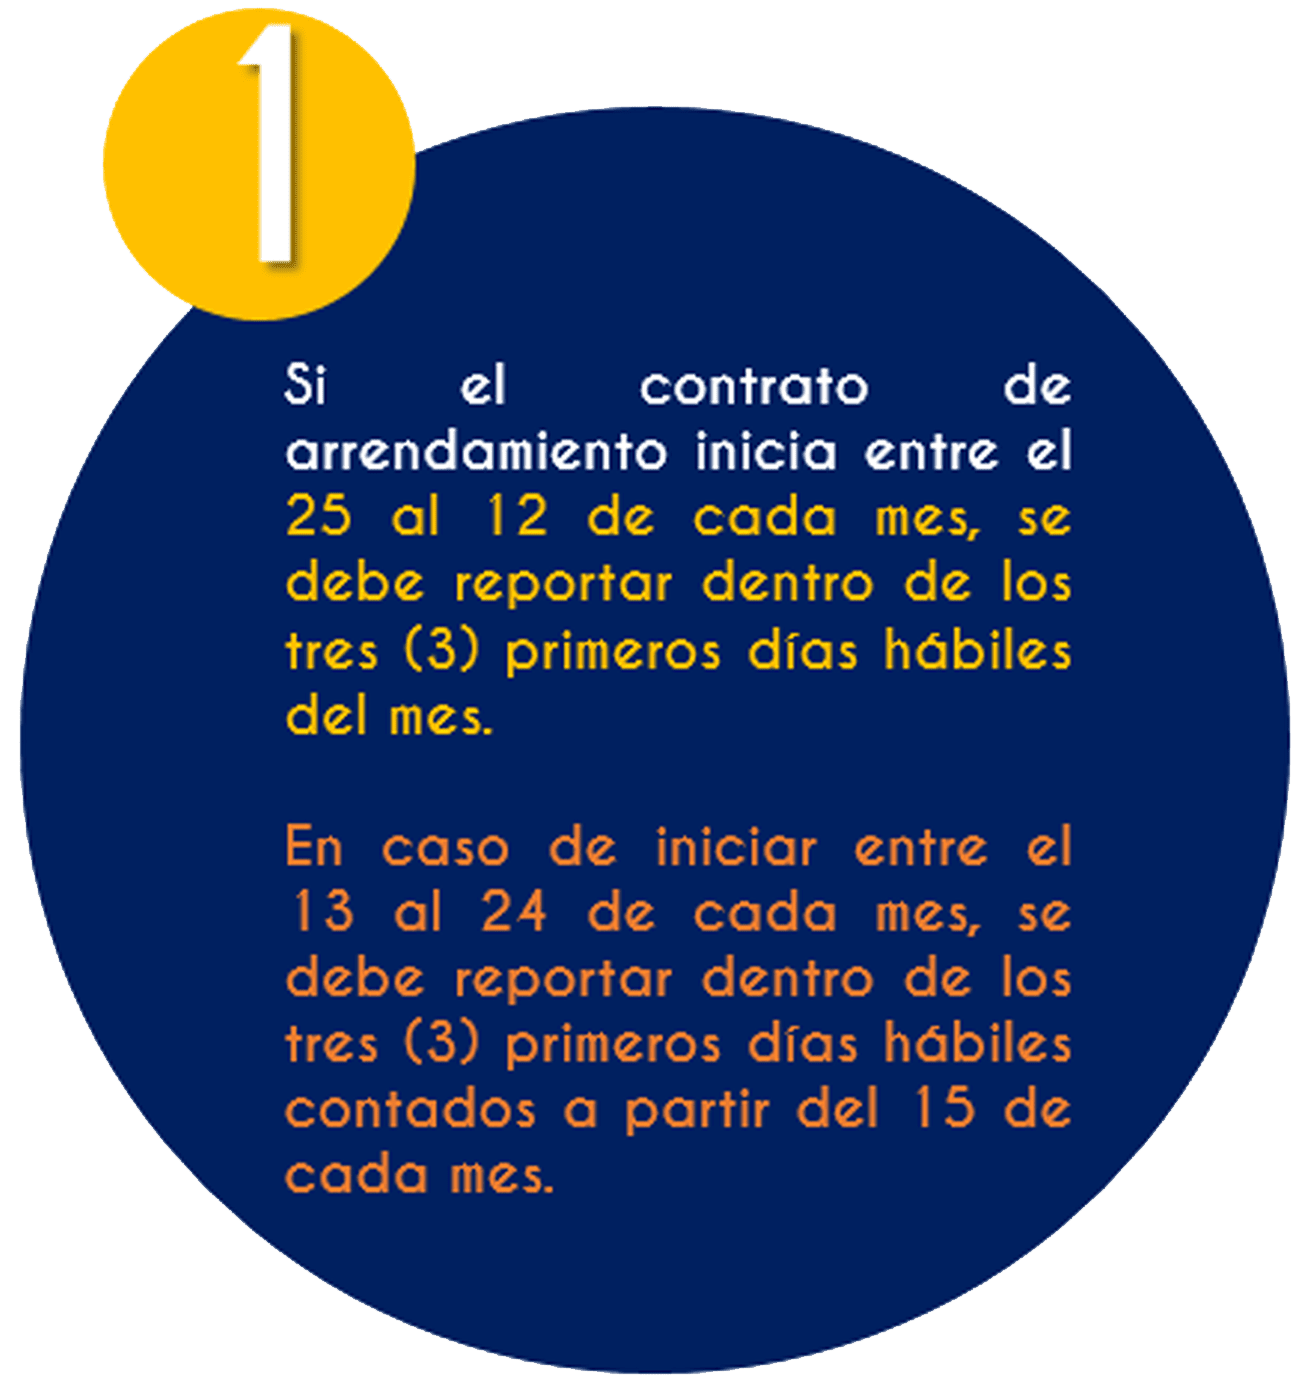 1
Si el contrato de
arrendamiento inicia entre el
25 al 12 de cada mes, se
debe reportar dentro de los
tres (3) primeros días hábiles
del mes.
En caso de iniciar entre el
13 al 24 de cada mes, se
debe reportar dentro de los
tres (3) primeros días hábiles
contados a partir del 15 de
cada mes.